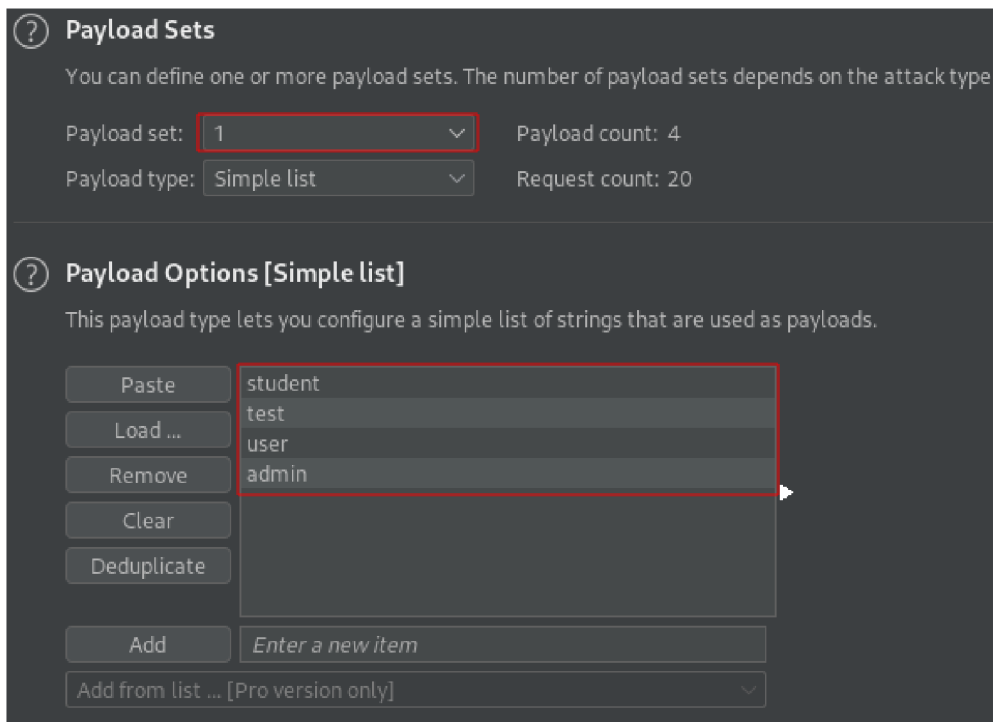 Payload Sets
You can define one or more payload sets. The number of payload sets depends on the attack type
Payload set: 1 Payload count: 4
Payload type: Simple list Request count: 20
Payload Options [Simple list]
This payload type lets you configure a simple list of strings that are used as payloads.
Paste
Load ...
Remove
Clear
Deduplicate
student
test
user
admin
Add Enter a new item
Add from list ... [Pro version only]